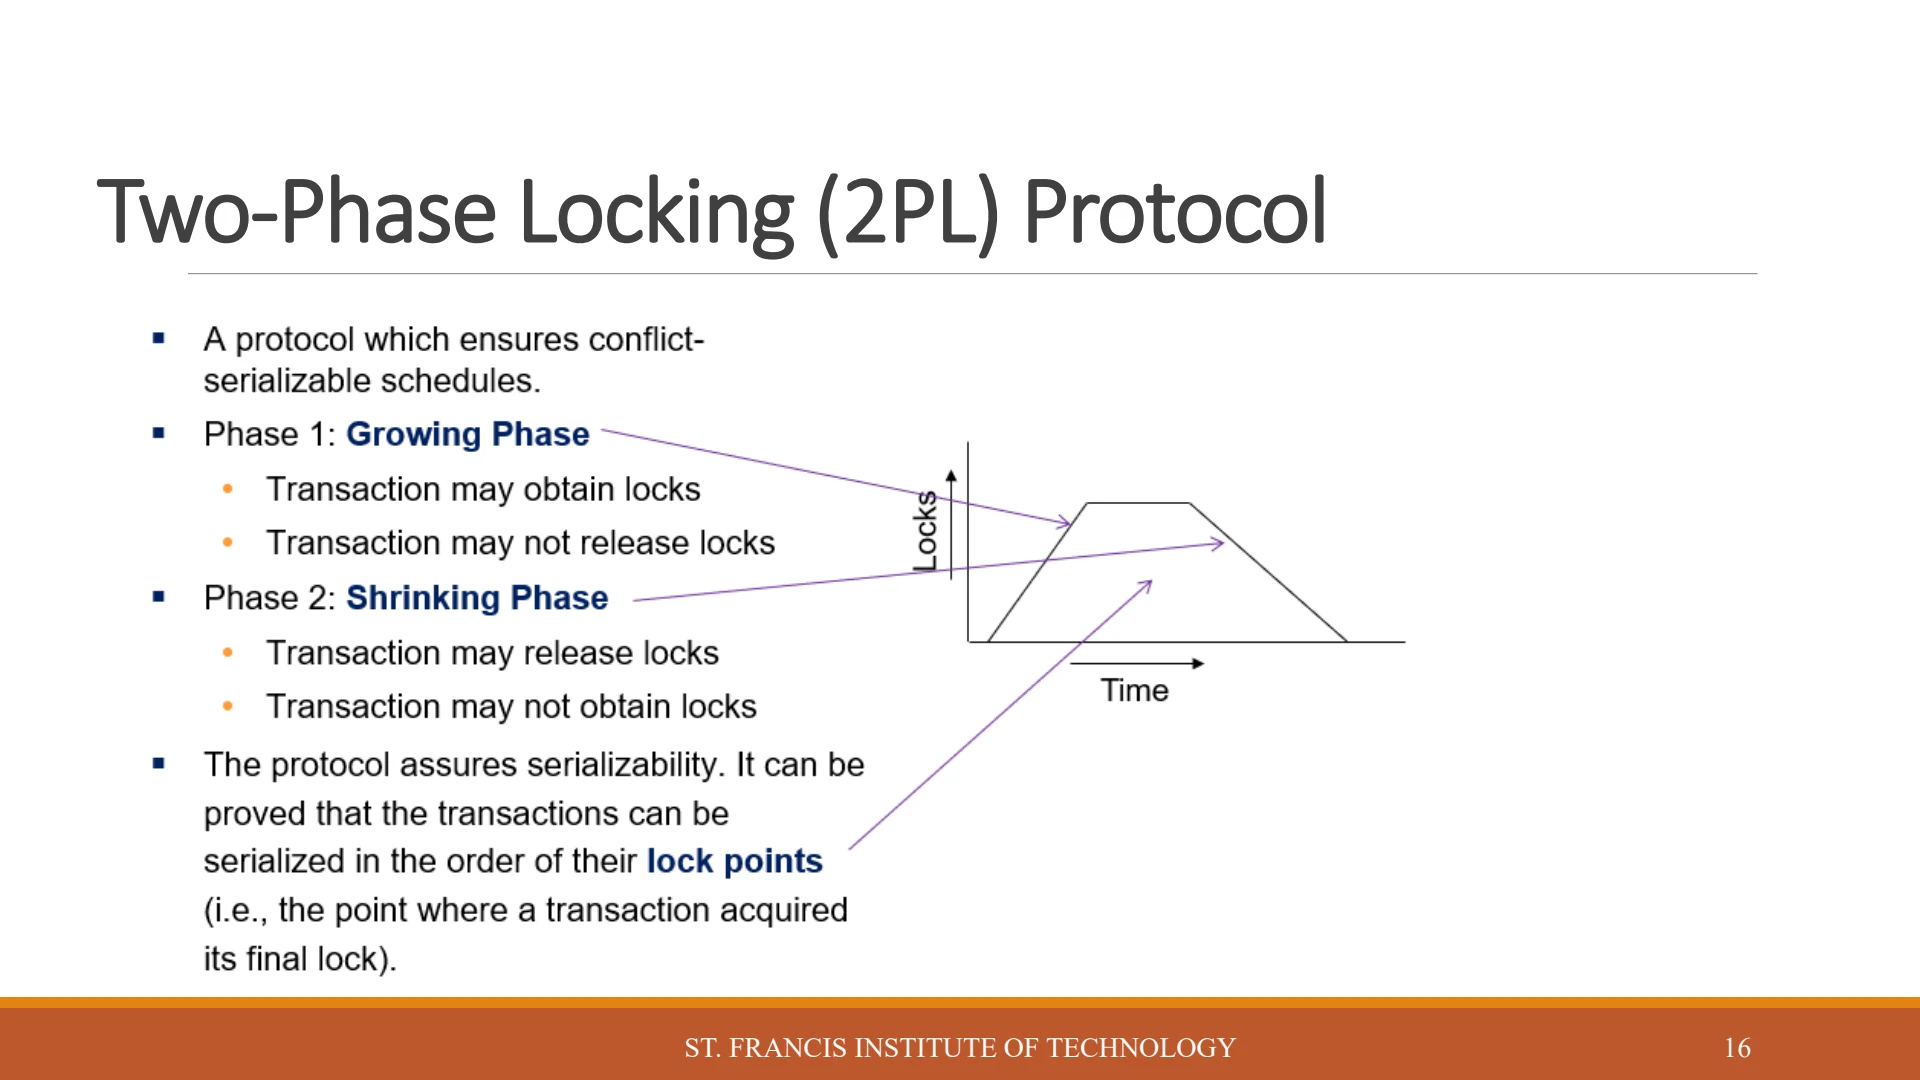 Two-Phase Locking (2PL) Protocol
▪ A protocol which ensures conflict-
serializable schedules.
▪ Phase 1: Growing Phase
• Transaction may obtain locks
• Transaction may not release locks
▪ Phase 2: Shrinking Phase
• Transaction may release locks
• Transaction may not obtain locks
▪ The protocol assures serializability. It can be
proved that the transactions can be
serialized in the order of their lock points
(i.e., the point where a transaction acquired
its final lock).
Locks
Time
ST. FRANCIS INSTITUTE OF TECHNOLOGY
16